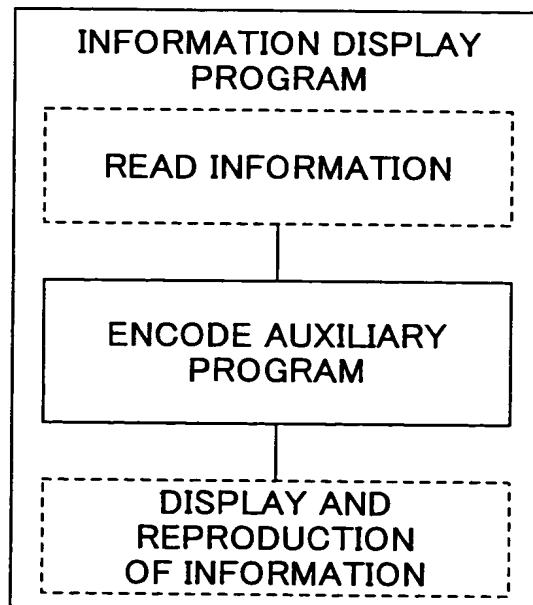 INFORMATION DISPLAY
PROGRAM
READ INFORMATION
ENCODE AUXILIARY
PROGRAM
DISPLAY AND
REPRODUCTION
OF INFORMATION